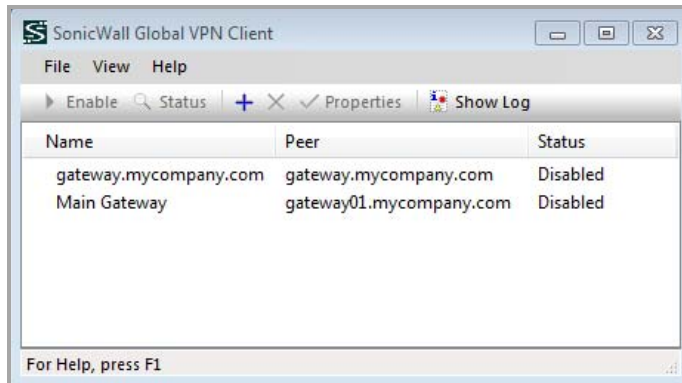 SonicWall Global VPN Client
File View Help
Enable Status Properties Show Log
Name Peer Status
gateway.mycompany.com gateway.mycompany.com Disabled
Main Gateway gateway01.mycompany.com Disabled
For Help, press F1